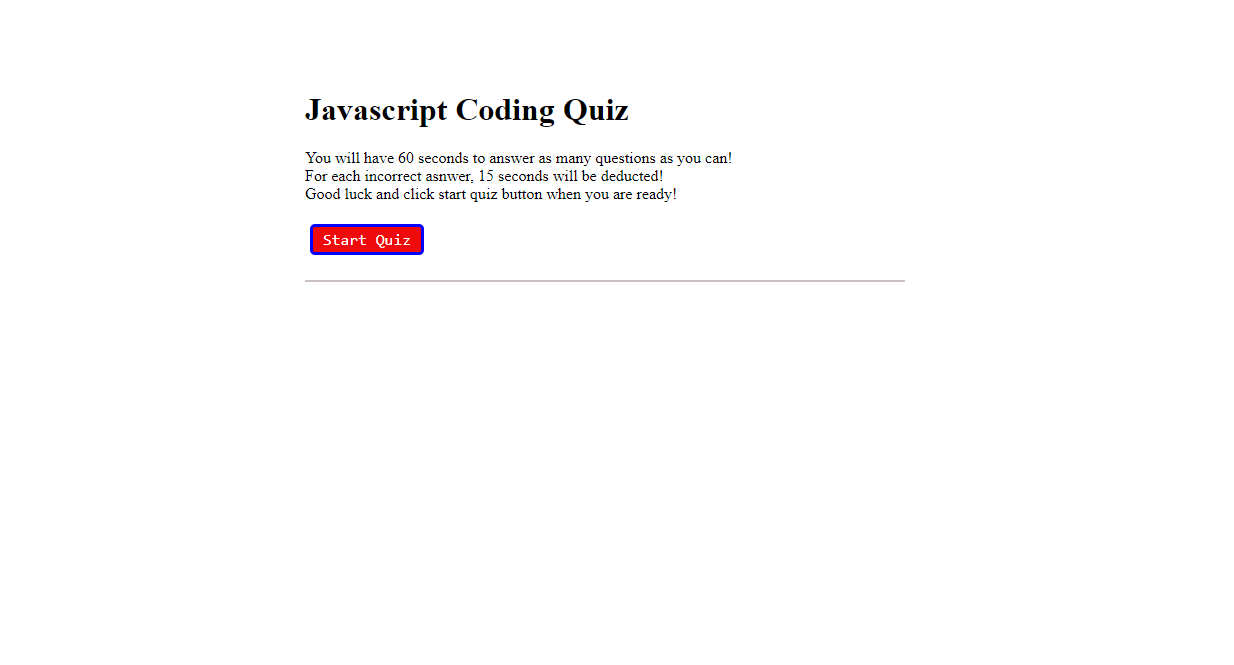 Javascript Coding Quiz
You will have 60 seconds to answer as many questions as you can!
For each incorrect asnwer, 15 seconds will be deducted!
Good luck and click start quiz button when you are ready!
Start Quiz